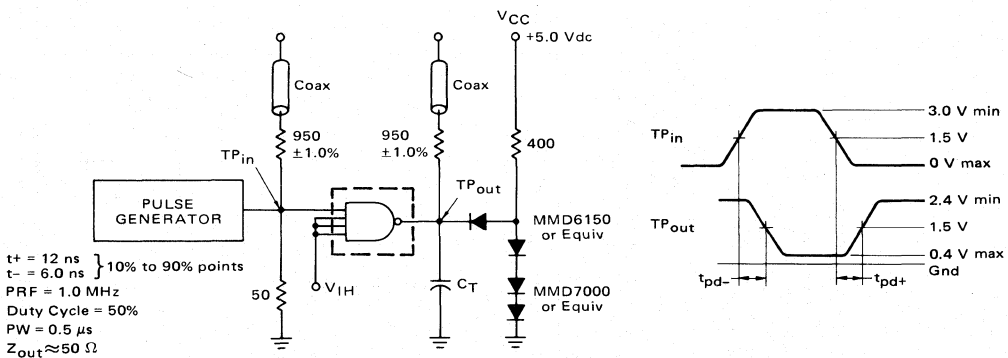 VCC
+5.0 Vdc
Coax
Coax
950
±1.0%
950
±1.0%
400
TPin
TPout
PULSE
GENERATOR
MMD6150
or Equiv
MMD7000
or Equiv
50
VIH
CT
t+ = 12 ns
t− = 6.0 ns
} 10% to 90% points
PRF = 1.0 MHz
Duty Cycle = 50%
PW = 0.5 μs
Zout ≈ 50 Ω
TPin
3.0 V min
1.5 V
0 V max
TPout
2.4 V min
1.5 V
0.4 V max
Gnd
tpd−
tpd+